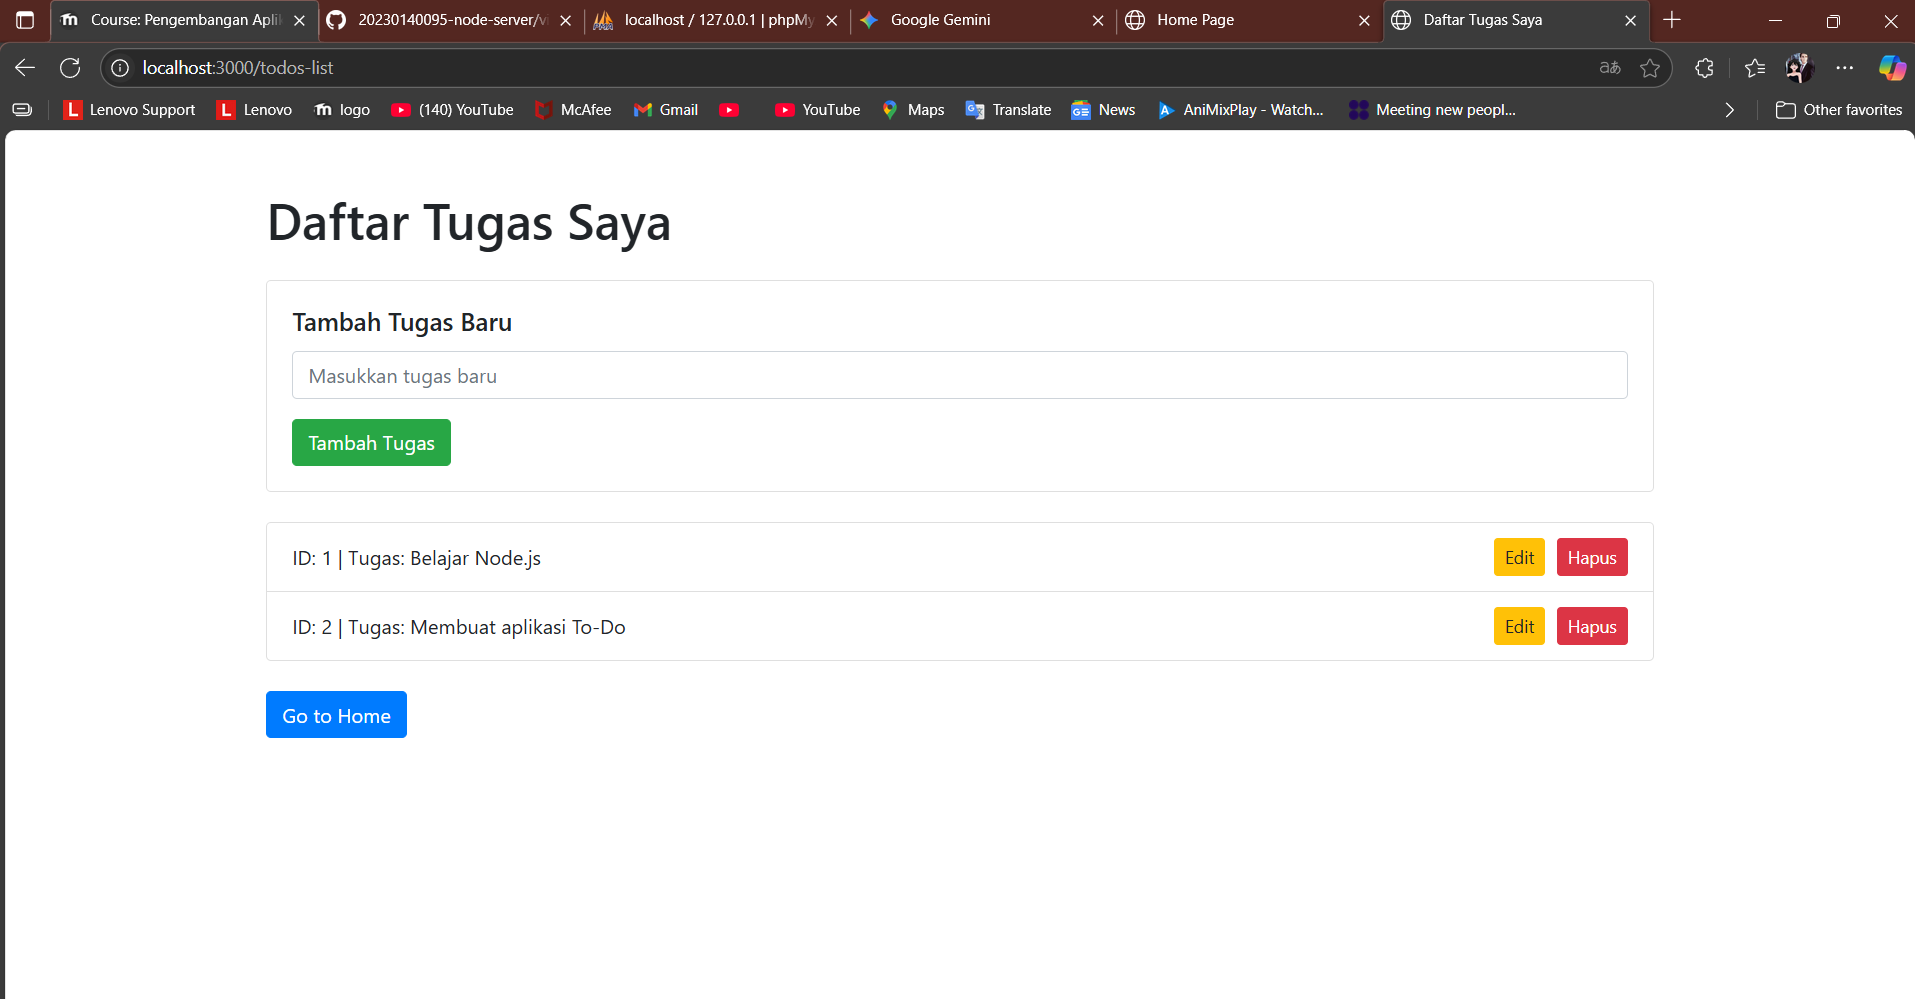 Course: Pengembangan Apli
20230140095-node-server/vi
localhost / 127.0.0.1 | phpMy
Google Gemini
Home Page
Daftar Tugas Saya
localhost:3000/todos-list
Lenovo Support
Lenovo
logo
(140) YouTube
McAfee
Gmail
YouTube
Maps
Translate
News
AniMixPlay - Watch...
Meeting new peopl...
Other favorites
Daftar Tugas Saya
Tambah Tugas Baru
Masukkan tugas baru
Tambah Tugas
ID: 1 | Tugas: Belajar Node.js
Edit
Hapus
ID: 2 | Tugas: Membuat aplikasi To-Do
Edit
Hapus
Go to Home